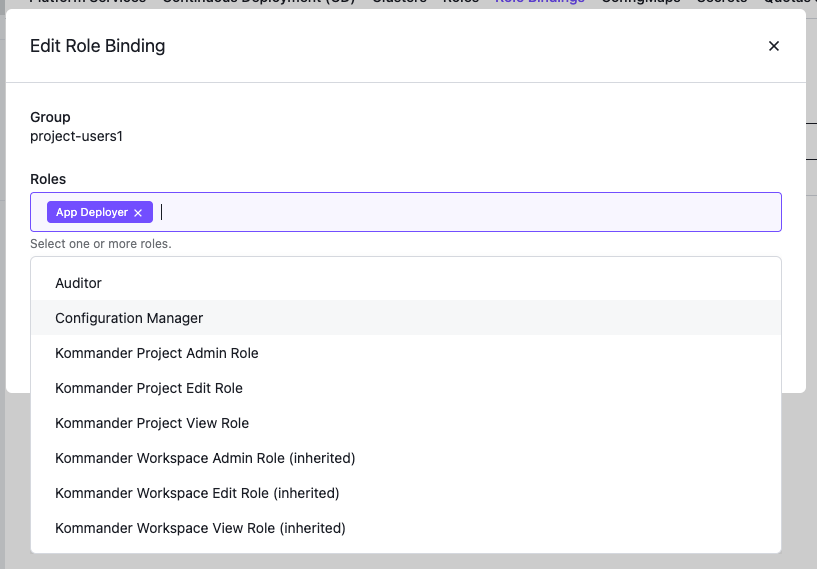 Platform Services Continuous Deployment (CD) Clusters Roles Role Bindings ConfigMaps Secrets Quotas
Edit Role Binding
Group
project-users1
Roles
App Deployer
Select one or more roles.
Auditor
Configuration Manager
Kommander Project Admin Role
Kommander Project Edit Role
Kommander Project View Role
Kommander Workspace Admin Role (inherited)
Kommander Workspace Edit Role (inherited)
Kommander Workspace View Role (inherited)